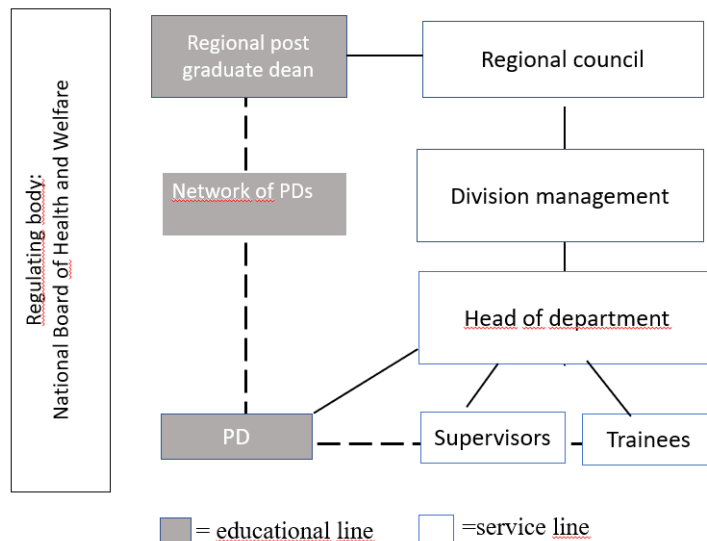 Regulating body:
National Board of Health and Welfare
Regional post
graduate dean
Regional council
Network of PDs
Division management
Head of department
PD
Supervisors
Trainees
= educational line
=service line